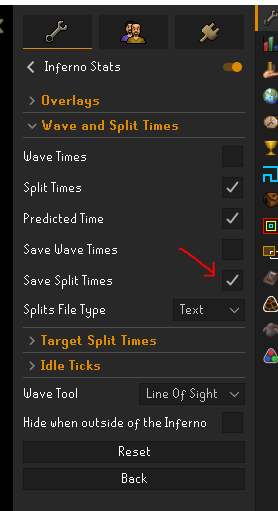 Inferno Stats
Overlays
Wave and Split Times
Wave Times
Split Times
Predicted Time
Save Wave Times
Save Split Times
Splits File Type Text
Target Split Times
Idle Ticks
Wave Tool Line Of Sight
Hide when outside of the Inferno
Reset
Back